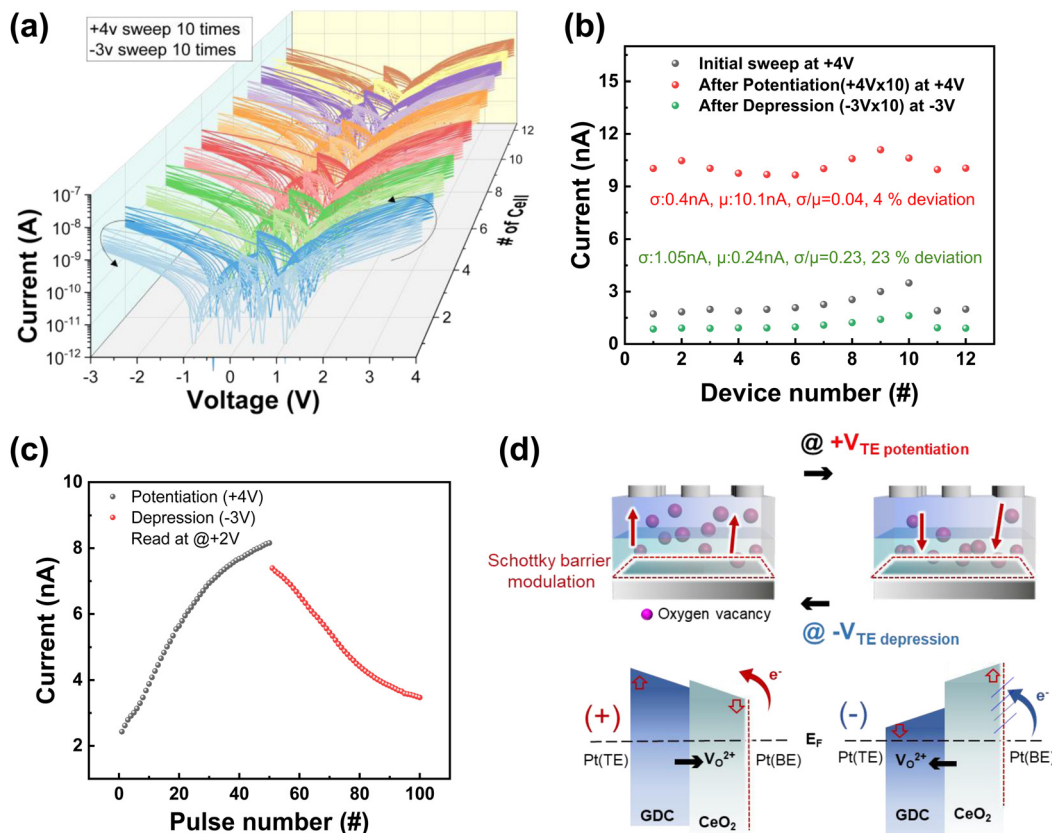 (a)
+4v sweep 10 times
-3v sweep 10 times
10⁻⁷
10⁻⁸
10⁻⁹
10⁻¹⁰
10⁻¹¹
10⁻¹²
Current (A)
-3 -2 -1 0 1 2 3 4
Voltage (V)
2
4
6
8
10
12
# of Cell
(b)
Initial sweep at +4V
After Potentiation(+4Vx10) at +4V
After Depression (-3Vx10) at -3V
σ:0.4nA, μ:10.1nA, σ/μ=0.04, 4 % deviation
σ:1.05nA, μ:0.24nA, σ/μ=0.23, 23 % deviation
15
12
9
6
3
0
Current (nA)
0 2 4 6 8 10 12
Device number (#)
(c)
Potentiation (+4V)
Depression (-3V)
Read at @+2V
10
8
6
4
2
Current (nA)
0 20 40 60 80 100
Pulse number (#)
(d)
@ +V_TE potentiation
Schottky barrier
modulation
Oxygen vacancy
@ -V_TE depression
(+)
e⁻
Pt(TE)
V_O²⁺
Pt(BE)
GDC
CeO₂
E_F
(-)
e⁻
Pt(TE)
V_O²⁺
Pt(BE)
GDC
CeO₂